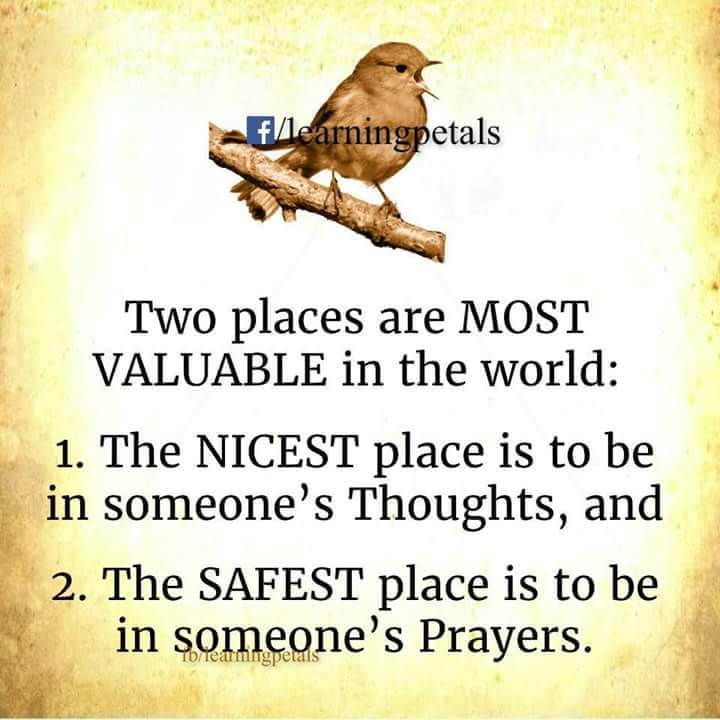 f/learningpetals
Two places are MOST
VALUABLE in the world:
1. The NICEST place is to be
in someone’s Thoughts, and
2. The SAFEST place is to be
in someone’s Prayers.
fb/learningpetals